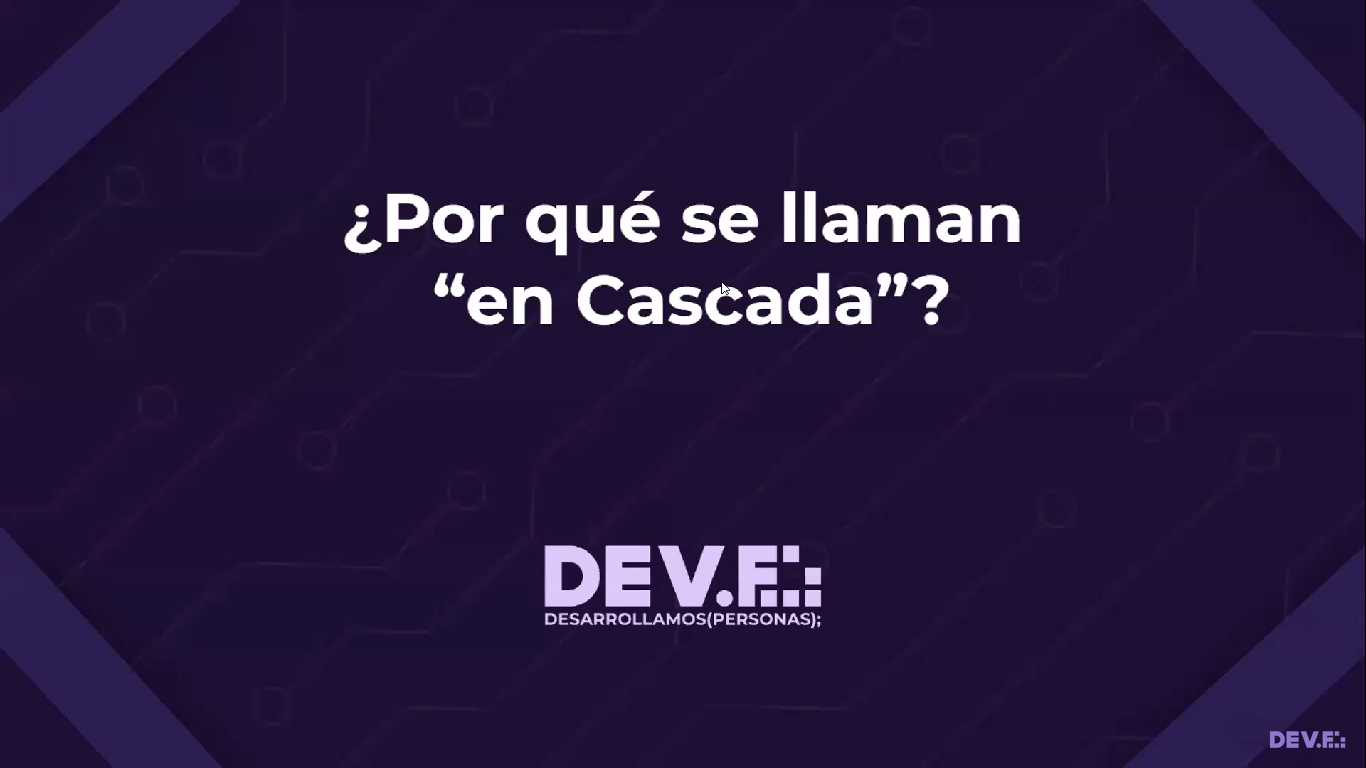 ¿Por qué se llaman
“en Cascada”?
DEV.F.:
DESARROLLAMOS(PERSONAS);
DEV.F.: